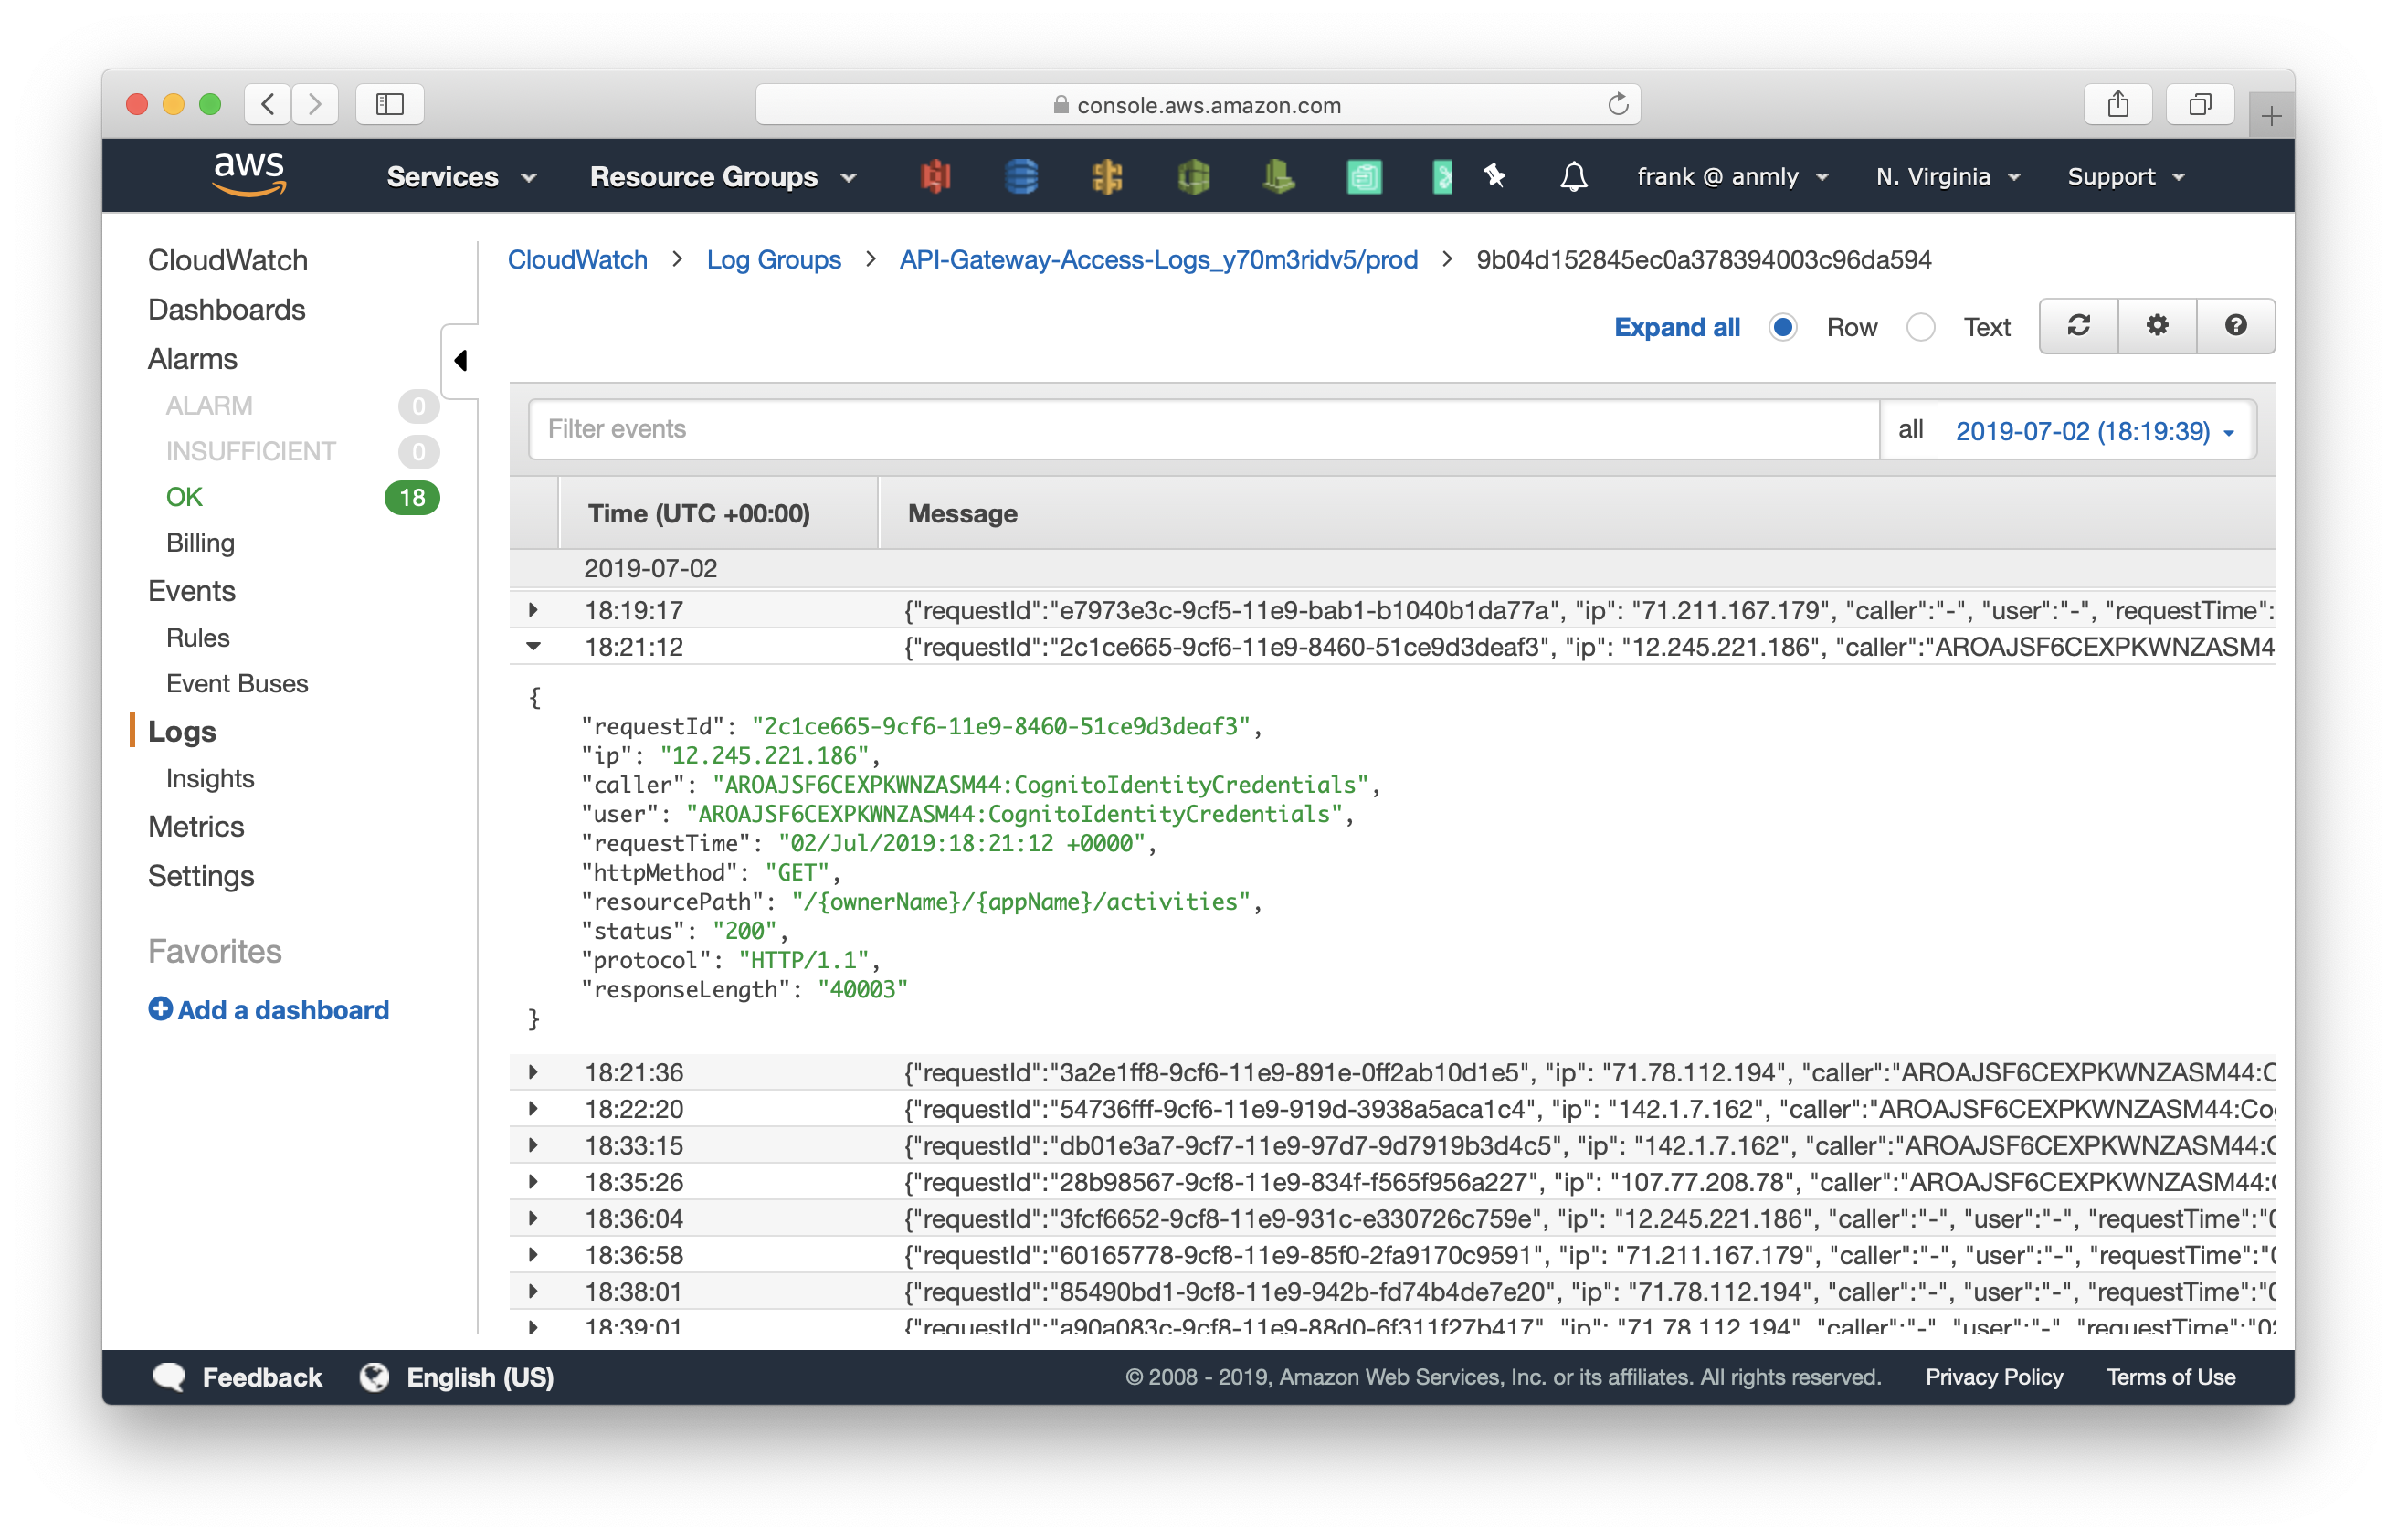 console.aws.amazon.com
aws Services Resource Groups frank @ anmly N. Virginia Support
CloudWatch
Dashboards
Alarms
ALARM 0
INSUFFICIENT 0
OK 18
Billing
Events
Rules
Event Buses
Logs
Insights
Metrics
Settings
Favorites
Add a dashboard
CloudWatch > Log Groups > API-Gateway-Access-Logs_y70m3ridv5/prod > 9b04d152845ec0a378394003c96da594
Expand all Row Text
Filter events all 2019-07-02 (18:19:39)
Time (UTC +00:00) Message
2019-07-02
18:19:17 {"requestId":"e7973e3c-9cf5-11e9-bab1-b1040b1da77a", "ip": "71.211.167.179", "caller":"-", "user":"-", "requestTime":
18:21:12 {"requestId":"2c1ce665-9cf6-11e9-8460-51ce9d3deaf3", "ip": "12.245.221.186", "caller":"AROAJSF6CEXPKWNZASM4
{
"requestId": "2c1ce665-9cf6-11e9-8460-51ce9d3deaf3",
"ip": "12.245.221.186",
"caller": "AROAJSF6CEXPKWNZASM44:CognitoIdentityCredentials",
"user": "AROAJSF6CEXPKWNZASM44:CognitoIdentityCredentials",
"requestTime": "02/Jul/2019:18:21:12 +0000",
"httpMethod": "GET",
"resourcePath": "/{ownerName}/{appName}/activities",
"status": "200",
"protocol": "HTTP/1.1",
"responseLength": "40003"
}
18:21:36 {"requestId":"3a2e1ff8-9cf6-11e9-891e-0ff2ab10d1e5", "ip": "71.78.112.194", "caller":"AROAJSF6CEXPKWNZASM44:C
18:22:20 {"requestId":"54736fff-9cf6-11e9-919d-3938a5aca1c4", "ip": "142.1.7.162", "caller":"AROAJSF6CEXPKWNZASM44:Cog
18:33:15 {"requestId":"db01e3a7-9cf7-11e9-97d7-9d7919b3d4c5", "ip": "142.1.7.162", "caller":"AROAJSF6CEXPKWNZASM44:C
18:35:26 {"requestId":"28b98567-9cf8-11e9-834f-f565f956a227", "ip": "107.77.208.78", "caller":"AROAJSF6CEXPKWNZASM44:C
18:36:04 {"requestId":"3fcf6652-9cf8-11e9-931c-e330726c759e", "ip": "12.245.221.186", "caller":"-", "user":"-", "requestTime":"0
18:36:58 {"requestId":"60165778-9cf8-11e9-85f0-2fa9170c9591", "ip": "71.211.167.179", "caller":"-", "user":"-", "requestTime":"0
18:38:01 {"requestId":"85490bd1-9cf8-11e9-942b-fd74b4de7e20", "ip": "71.78.112.194", "caller":"-", "user":"-", "requestTime":"0
18:39:01 {"requestId":"a90a083c-9cf8-11e9-88d0-6f311f27b417", "ip": "71.78.112.194", "caller":"-", "user":"-", "requestTime":"02
Feedback English (US) © 2008 - 2019, Amazon Web Services, Inc. or its affiliates. All rights reserved. Privacy Policy Terms of Use